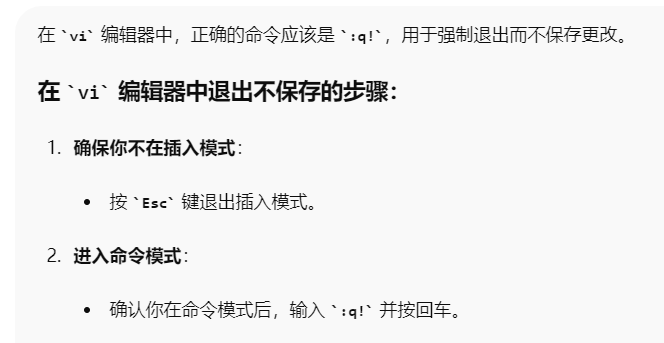 在 `vi` 编辑器中，正确的命令应该是 `:q!`，用于强制退出而不保存更改。
在 `vi` 编辑器中退出不保存的步骤：
1. 确保你不在插入模式：
• 按 `Esc` 键退出插入模式。
2. 进入命令模式：
• 确认你在命令模式后，输入 `:q!` 并按回车。